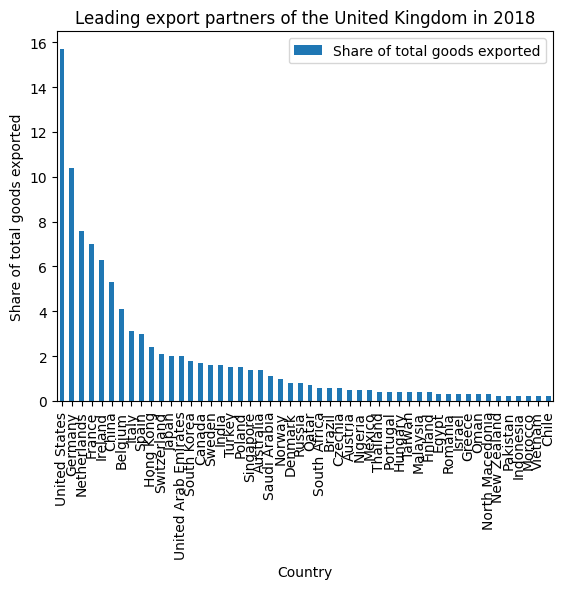 Leading export partners of the United Kingdom in 2018
Share of total goods exported
Share of total goods exported
16
14
12
10
8
6
4
2
0
United States
Germany
Netherlands
France
Ireland
China
Belgium
Italy
Spain
Hong Kong
Switzerland
Japan
United Arab Emirates
South Korea
Canada
Sweden
India
Turkey
Poland
Singapore
Australia
Saudi Arabia
Norway
Denmark
Russia
Qatar
South Africa
Brazil
Czechia
Austria
Nigeria
Mexico
Thailand
Portugal
Hungary
Taiwan
Malaysia
Finland
Egypt
Romania
Israel
Greece
Oman
North Macedonia
New Zealand
Pakistan
Indonesia
Morocco
Vietnam
Chile
Country